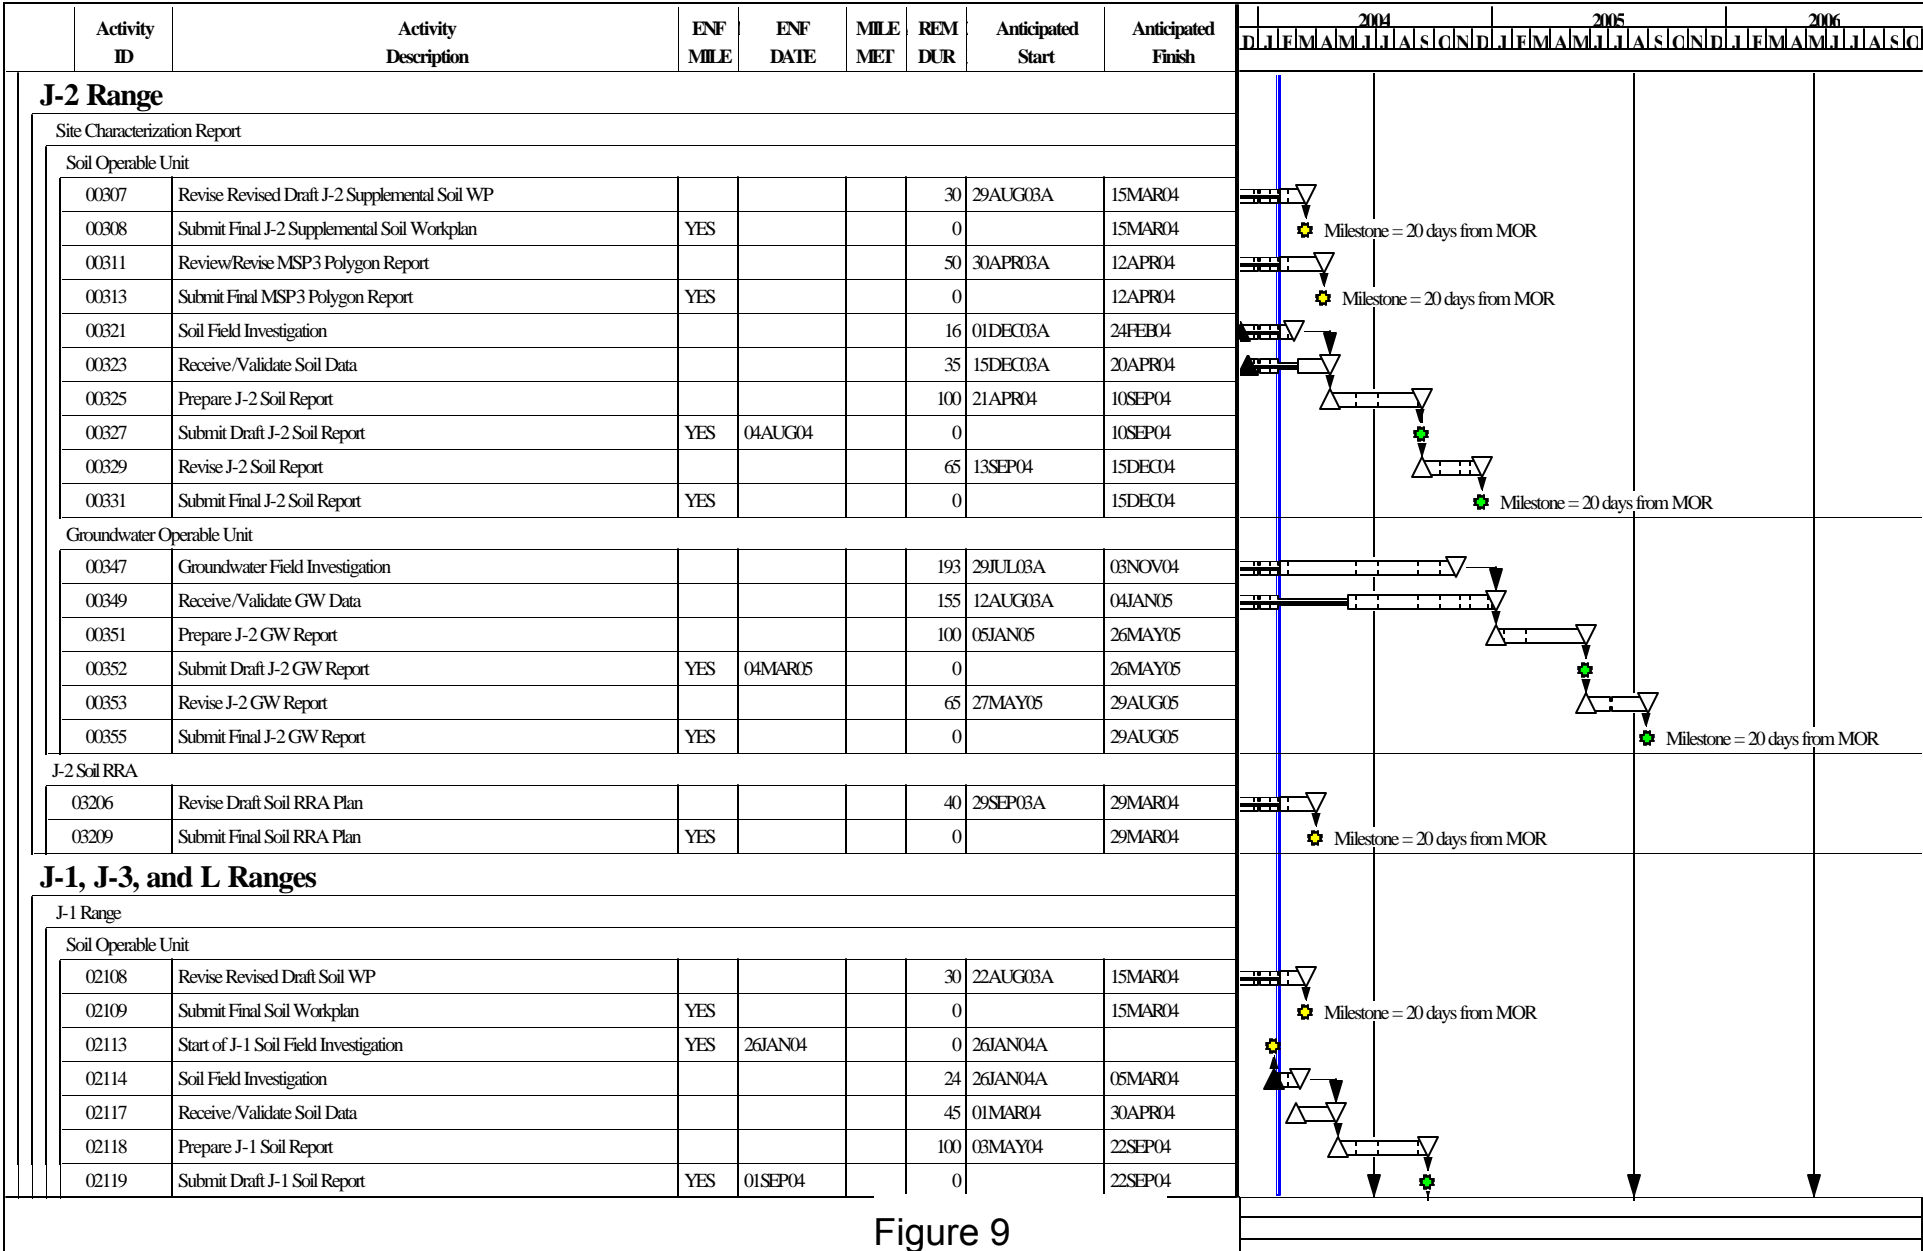 Activity ID Activity Description ENF MILE ENF DATE MILE MET REM DUR Anticipated Start Anticipated Finish
2004 2005 2006
D J F M A M J J A S O N D J F M A M J J A S O N D J F M A M J J A S O
J-2 Range
Site Characterization Report
Soil Operable Unit
00307 Revise Revised Draft J-2 Supplemental Soil WP 30 29AUG03A 15MAR04
00308 Submit Final J-2 Supplemental Soil Workplan YES 0 15MAR04 Milestone = 20 days from MOR
00311 Review/Revise MSP3 Polygon Report 50 30APR03A 12APR04
00313 Submit Final MSP3 Polygon Report YES 0 12APR04 Milestone = 20 days from MOR
00321 Soil Field Investigation 16 01DEC03A 24FEB04
00323 Receive/Validate Soil Data 35 15DEC03A 20APR04
00325 Prepare J-2 Soil Report 100 21APR04 10SEP04
00327 Submit Draft J-2 Soil Report YES 04AUG04 0 10SEP04
00329 Revise J-2 Soil Report 65 13SEP04 15DEC04
00331 Submit Final J-2 Soil Report YES 0 15DEC04 Milestone = 20 days from MOR
Groundwater Operable Unit
00347 Groundwater Field Investigation 193 29JUL03A 03NOV04
00349 Receive/Validate GW Data 155 12AUG03A 04JAN05
00351 Prepare J-2 GW Report 100 05JAN05 26MAY05
00352 Submit Draft J-2 GW Report YES 04MAR05 0 26MAY05
00353 Revise J-2 GW Report 65 27MAY05 29AUG05
00355 Submit Final J-2 GW Report YES 0 29AUG05 Milestone = 20 days from MOR
J-2 Soil RRA
03206 Revise Draft Soil RRA Plan 40 29SEP03A 29MAR04
03209 Submit Final Soil RRA Plan YES 0 29MAR04 Milestone = 20 days from MOR
J-1, J-3, and L Ranges
J-1 Range
Soil Operable Unit
02108 Revise Revised Draft Soil WP 30 22AUG03A 15MAR04
02109 Submit Final Soil Workplan YES 0 15MAR04 Milestone = 20 days from MOR
02113 Start of J-1 Soil Field Investigation YES 26JAN04 0 26JAN04A
02114 Soil Field Investigation 24 26JAN04A 05MAR04
02117 Receive/Validate Soil Data 45 01MAR04 30APR04
02118 Prepare J-1 Soil Report 100 03MAY04 22SEP04
02119 Submit Draft J-1 Soil Report YES 01SEP04 0 22SEP04
Figure 9